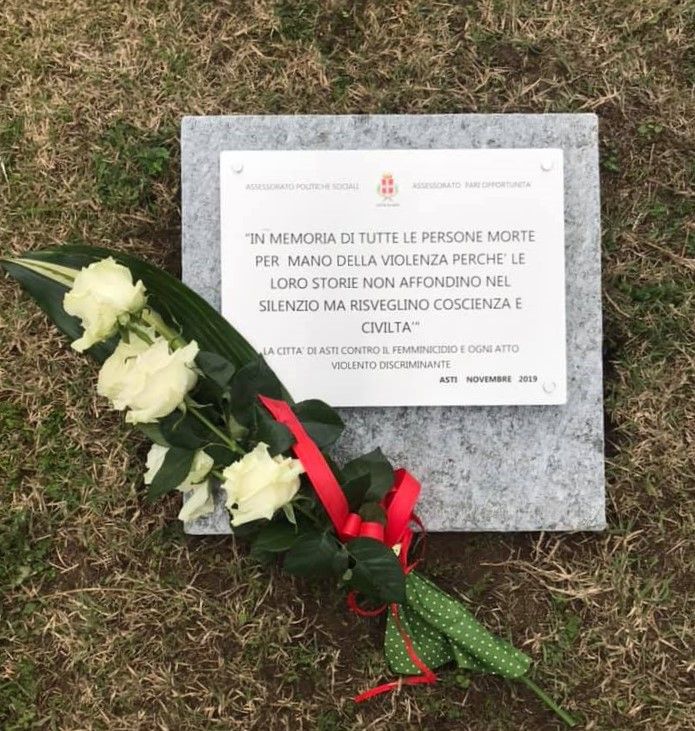 ASSESSORATO POLITICHE SOCIALI ASSESSORATO PARI OPPORTUNITA'
"IN MEMORIA DI TUTTE LE PERSONE MORTE
PER MANO DELLA VIOLENZA PERCHE' LE
LORO STORIE NON AFFONDINO NEL
SILENZIO MA RISVEGLINO COSCIENZA E
CIVILTA'"
LA CITTA' DI ASTI CONTRO IL FEMMINICIDIO E OGNI ATTO
VIOLENTO DISCRIMINANTE
ASTI NOVEMBRE 2019